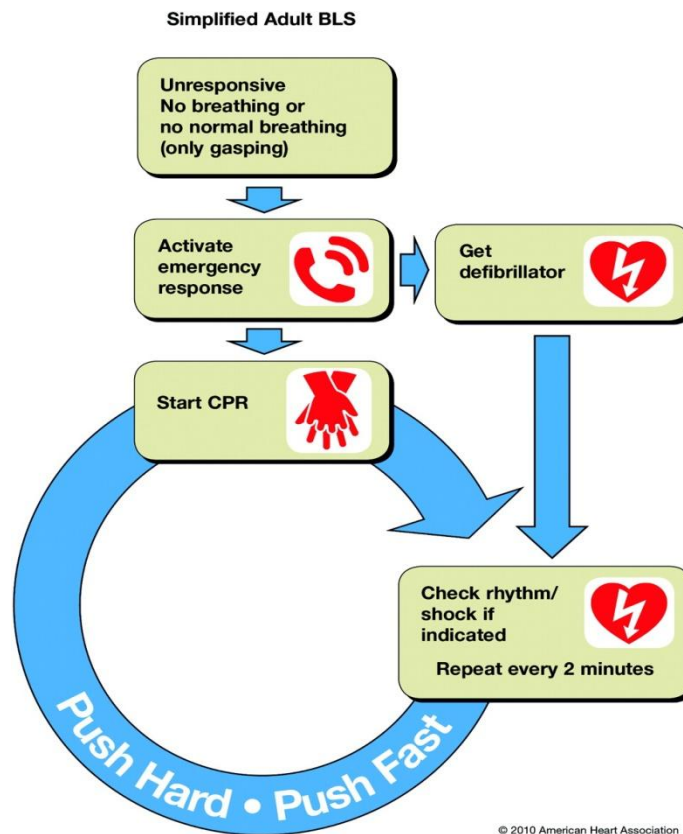 Simplified Adult BLS
Unresponsive
No breathing or
no normal breathing
(only gasping)
Activate
emergency
response
Get
defibrillator
Start CPR
Check rhythm/
shock if
indicated
Repeat every 2 minutes
Push Hard • Push Fast
© 2010 American Heart Association